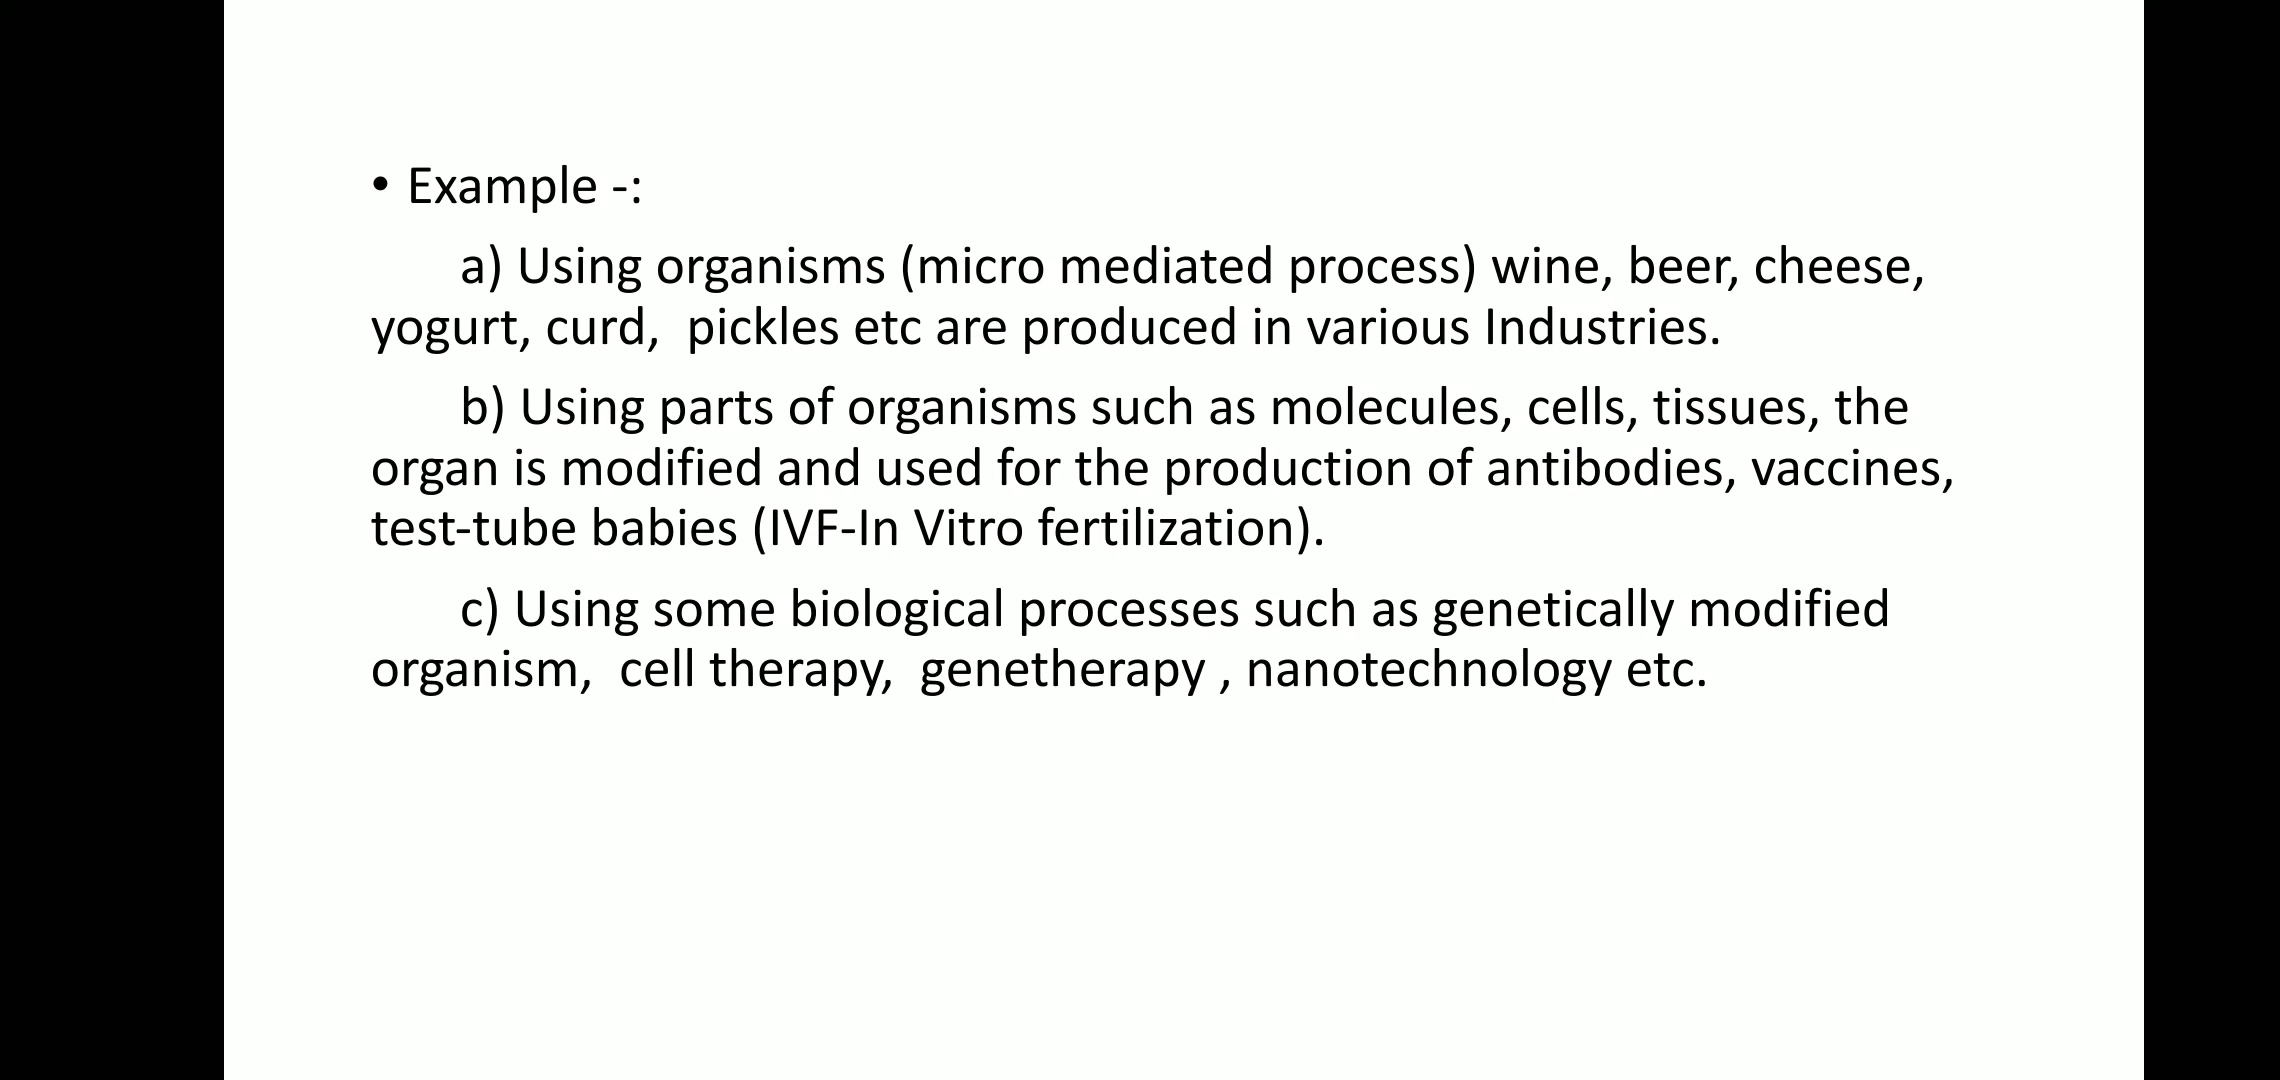 • Example -:
a) Using organisms (micro mediated process) wine, beer, cheese,
yogurt, curd,  pickles etc are produced in various Industries.
b) Using parts of organisms such as molecules, cells, tissues, the
organ is modified and used for the production of antibodies, vaccines,
test-tube babies (IVF-In Vitro fertilization).
c) Using some biological processes such as genetically modified
organism,  cell therapy,  genetherapy , nanotechnology etc.